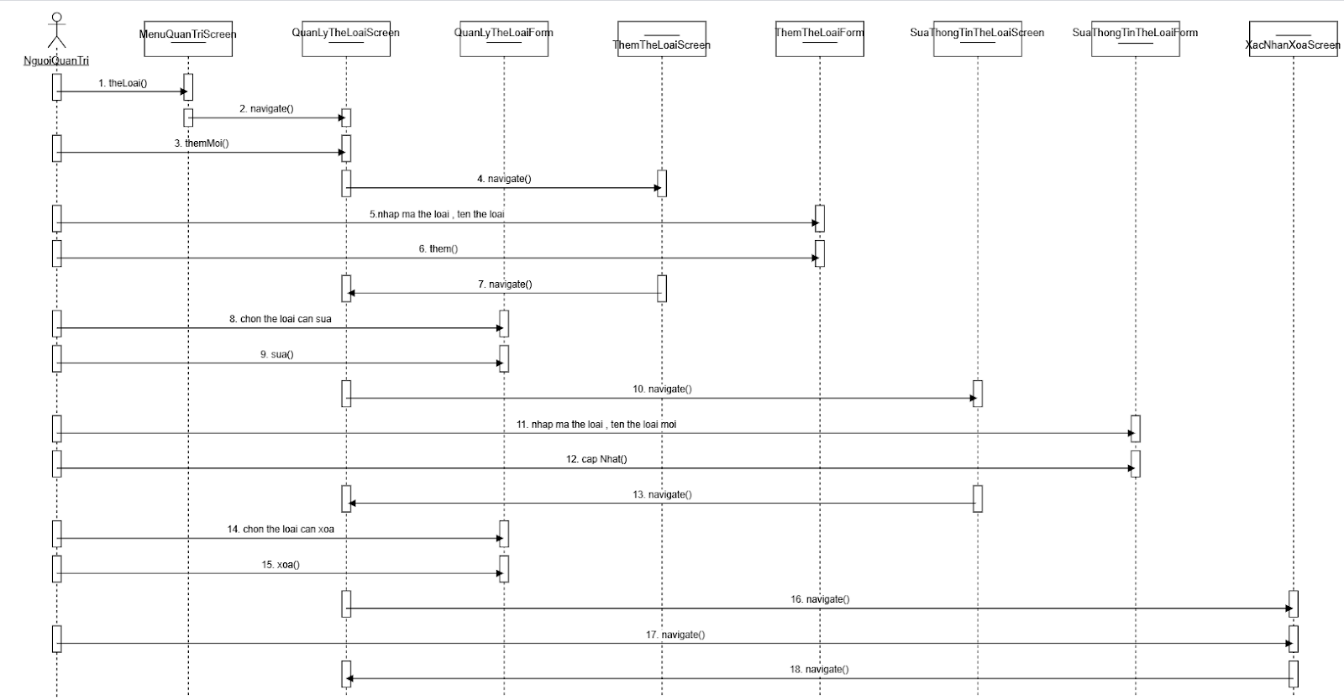 NguoiQuanTri
MenuQuanTriScreen
QuanLyTheLoaiScreen
QuanLyTheLoaiForm
ThemTheLoaiScreen
ThemTheLoaiForm
SuaThongTinTheLoaiScreen
SuaThongTinTheLoaiForm
XacNhanXoaScreen
1. theLoai()
2. navigate()
3. themMoi()
4. navigate()
5.nhap ma the loai , ten the loai
6. them()
7. navigate()
8. chon the loai can sua
9. sua()
10. navigate()
11. nhap ma the loai , ten the loai moi
12. cap Nhat()
13. navigate()
14. chon the loai can xoa
15. xoa()
16. navigate()
17. navigate()
18. navigate()